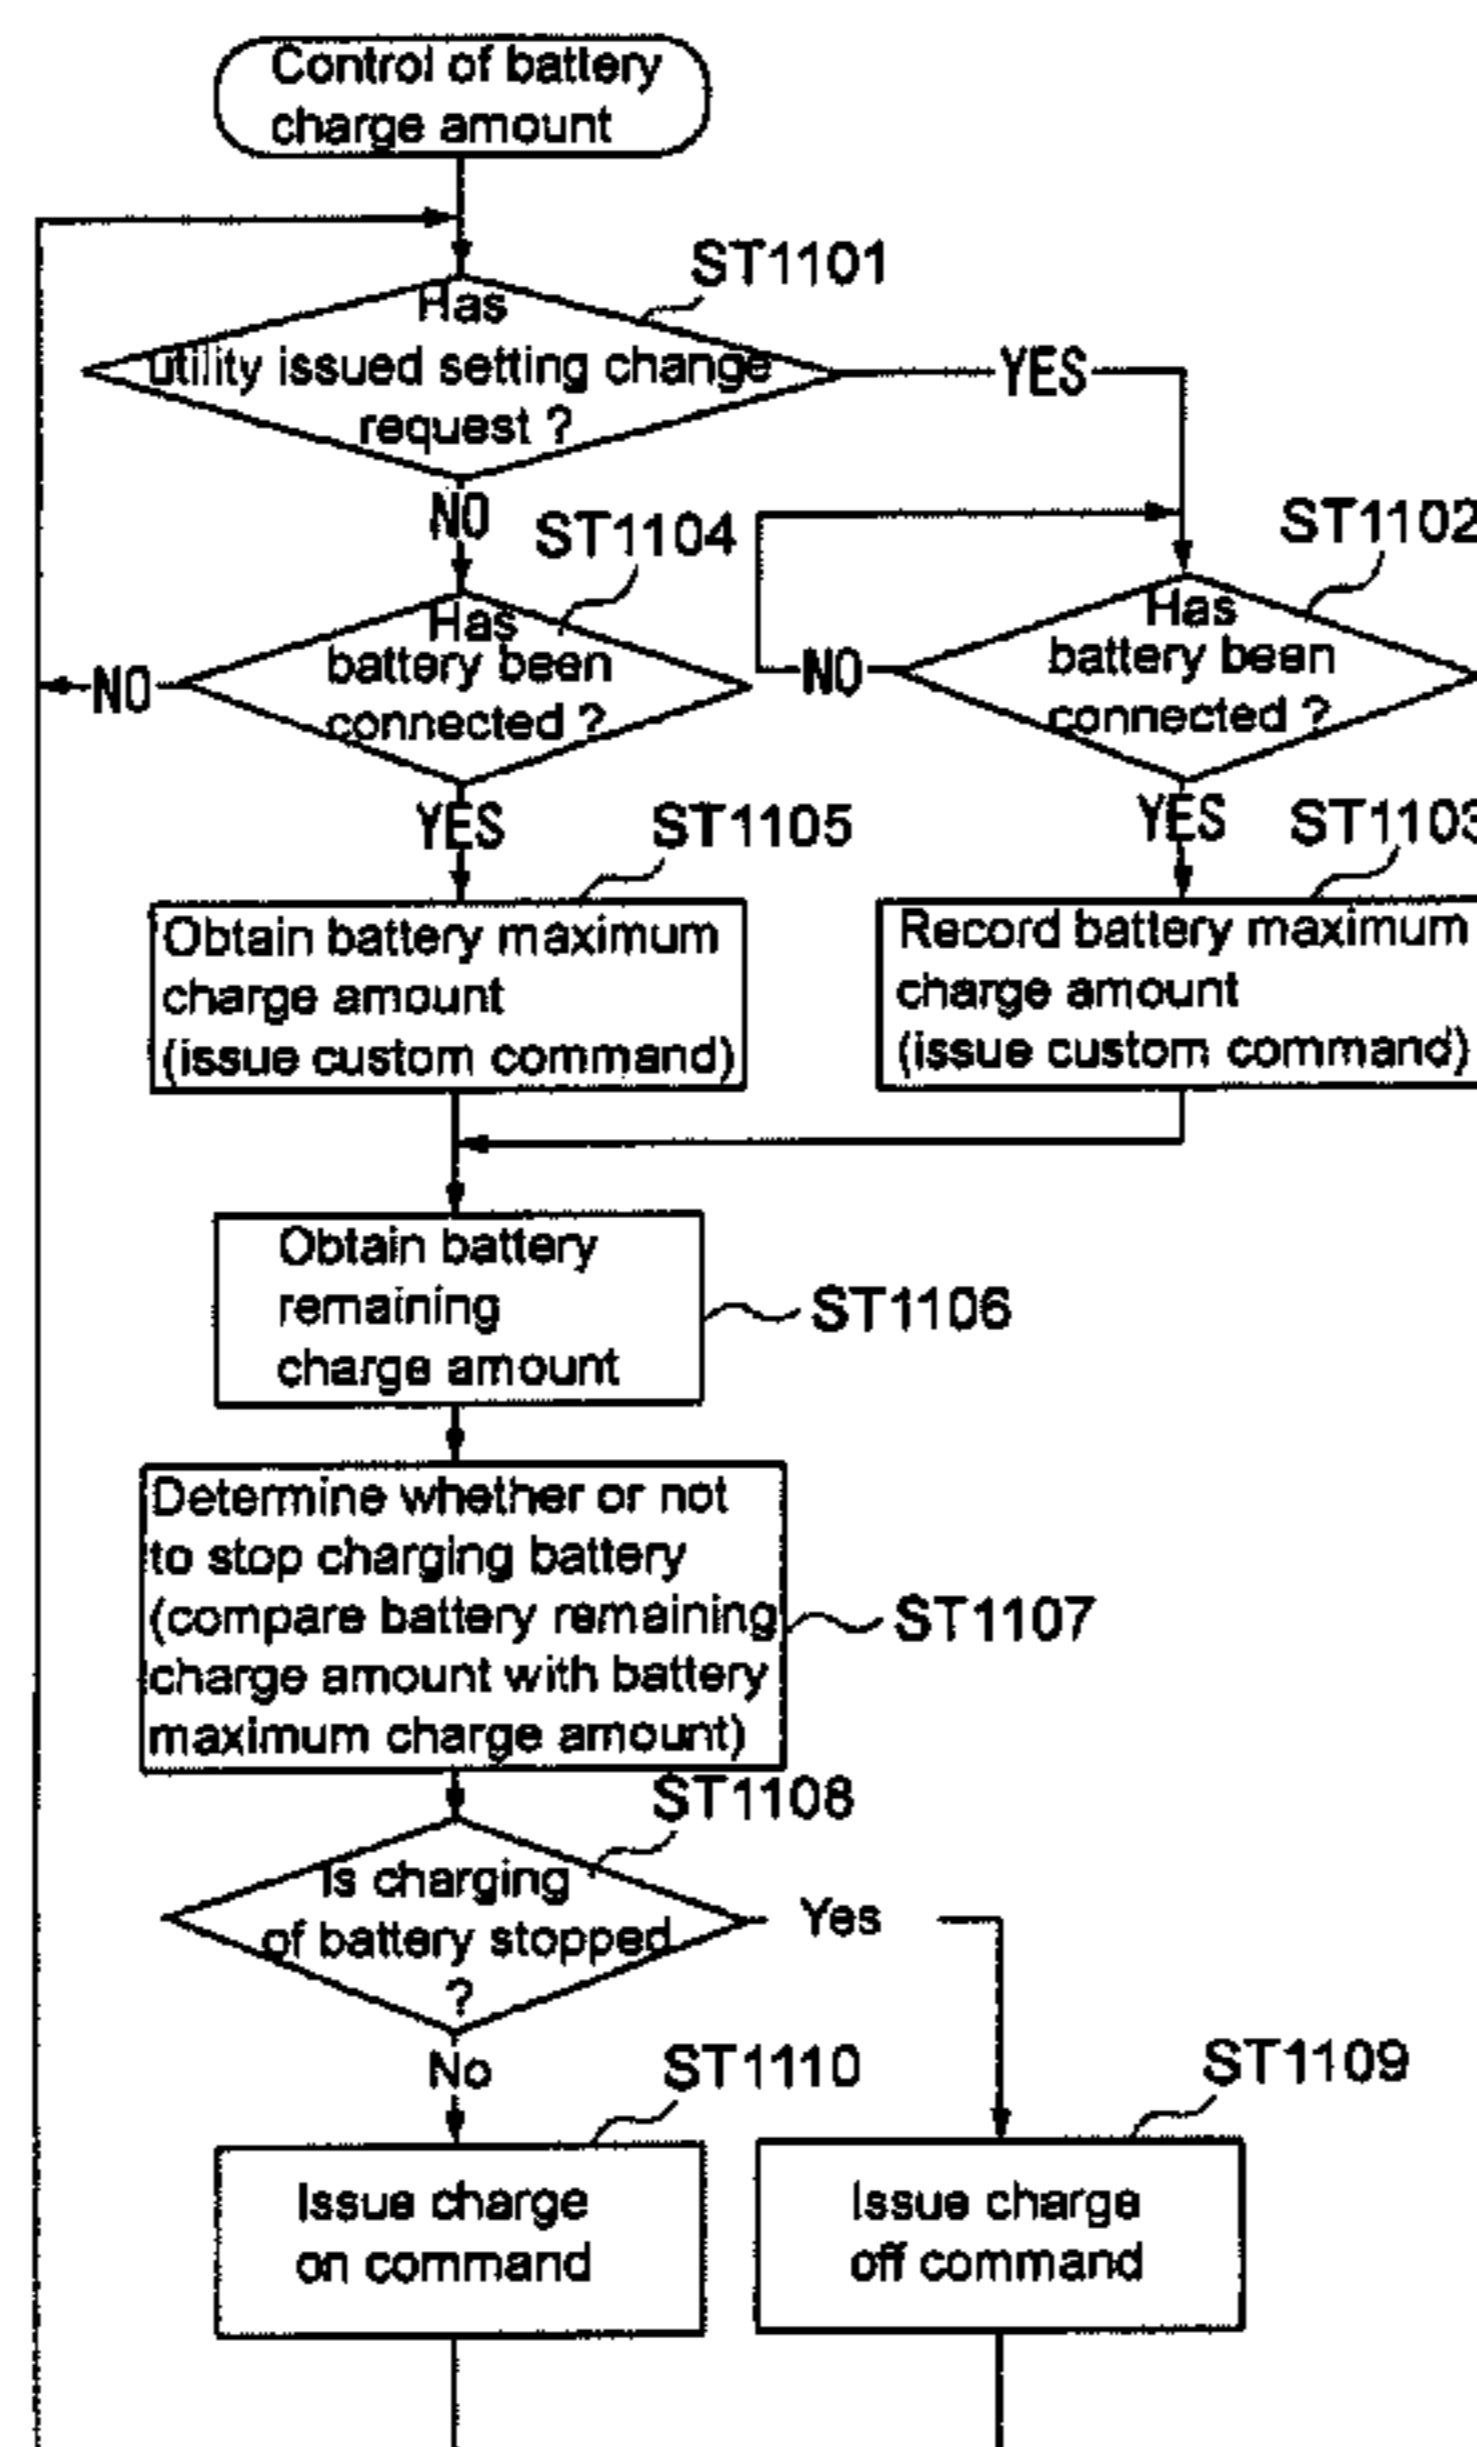 Control of battery
charge amount
ST1101
Has
utility issued setting change
request ?
YES
NO
ST1104
ST1102
Has
battery been
connected ?
NO
Has
battery been
connected ?
NO
YES
ST1105
YES
ST1103
Obtain battery maximum
charge amount
(issue custom command)
Record battery maximum
charge amount
(issue custom command)
Obtain battery
remaining
charge amount
ST1106
Determine whether or not
to stop charging battery
(compare battery remaining
charge amount with battery
maximum charge amount)
ST1107
ST1108
Is charging
of battery stopped
?
Yes
No
ST1110
ST1109
Issue charge
on command
Issue charge
off command